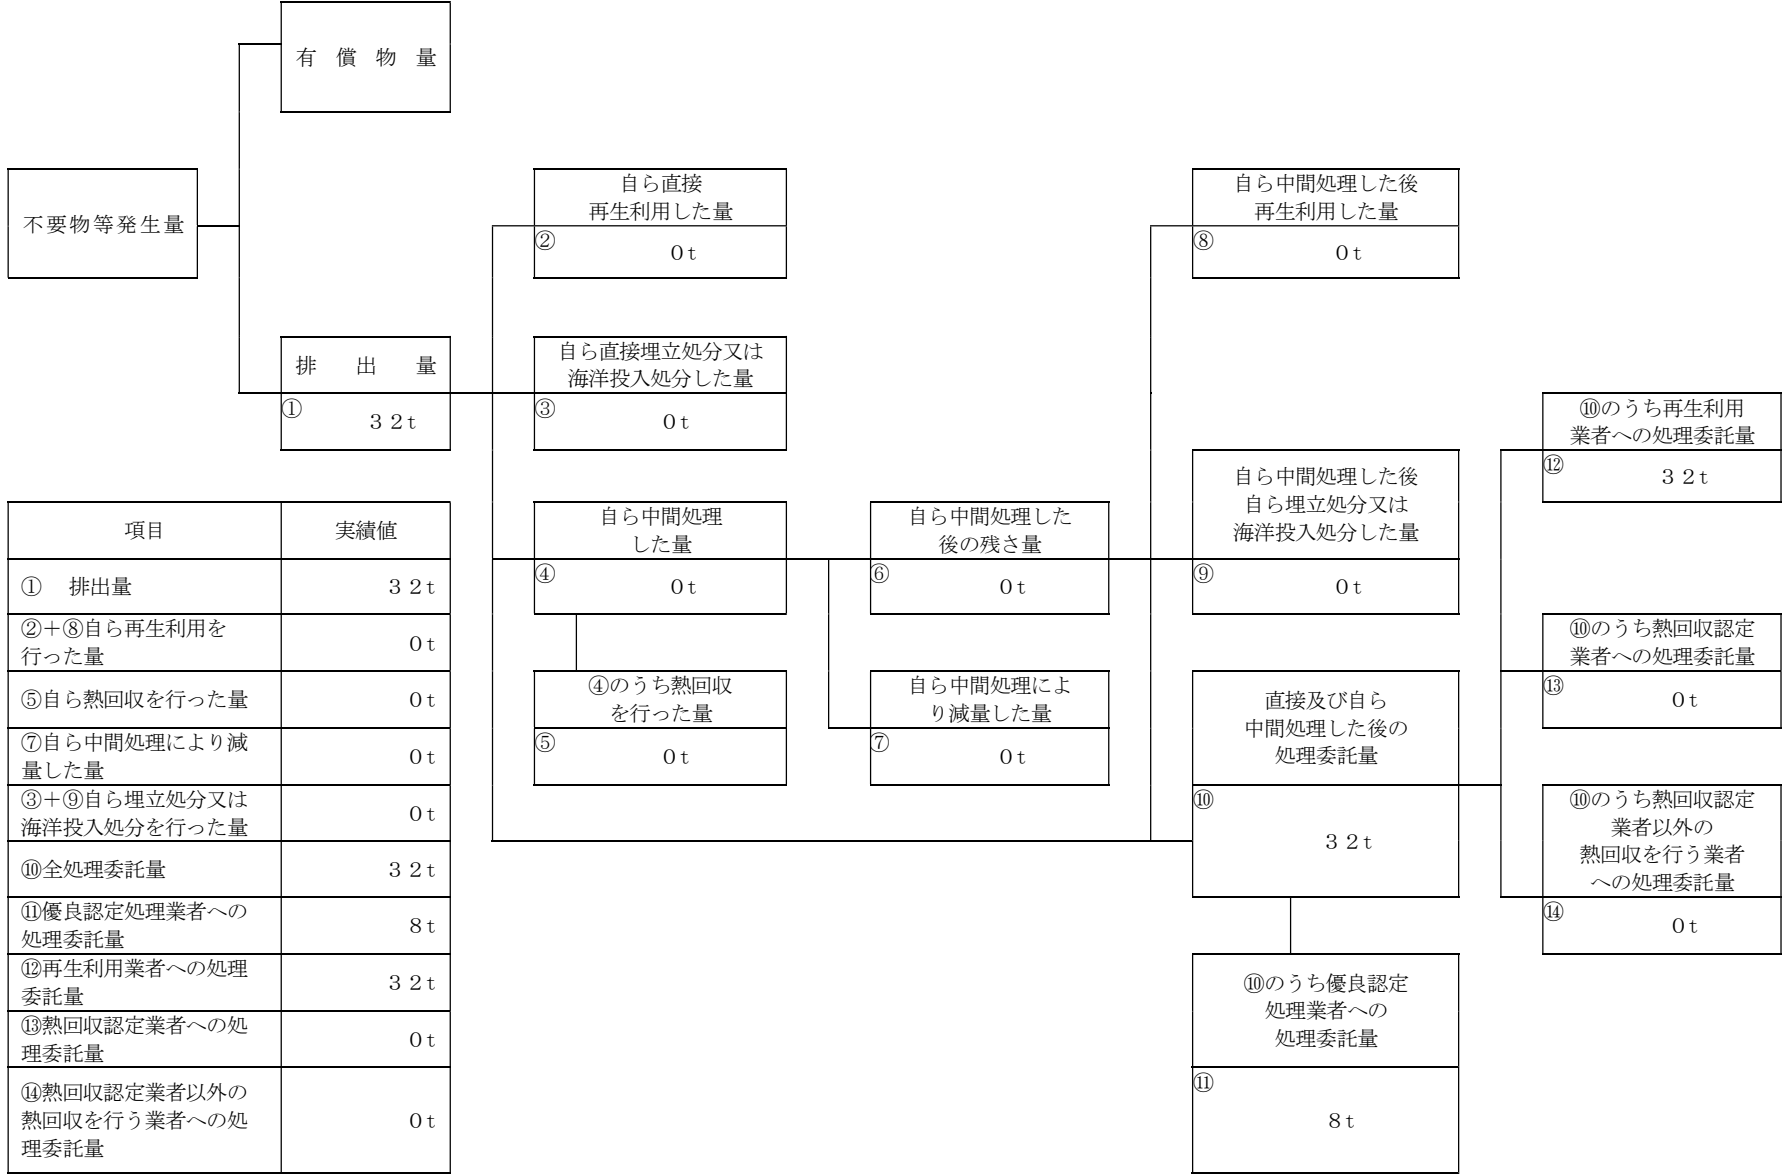 有　償　物　量
不要物等発生量
自ら直接
再生利用した量
②
０ｔ
自ら中間処理した後
再生利用した量
⑧
０ｔ
排　出　量
①
３２ｔ
自ら直接埋立処分又は
海洋投入処分した量
③
０ｔ
⑩のうち再生利用
業者への処理委託量
⑫
３２ｔ
自ら中間処理
した量
④
０ｔ
自ら中間処理した
後の残さ量
⑥
０ｔ
自ら中間処理した後
自ら埋立処分又は
海洋投入処分した量
⑨
０ｔ
⑩のうち熱回収認定
業者への処理委託量
⑬
０ｔ
④のうち熱回収
を行った量
⑤
０ｔ
自ら中間処理によ
り減量した量
⑦
０ｔ
直接及び自ら
中間処理した後の
処理委託量
⑩
３２ｔ
⑩のうち熱回収認定
業者以外の
熱回収を行う業者
への処理委託量
⑭
０ｔ
⑩のうち優良認定
処理業者への
処理委託量
⑪
８ｔ
項目　実績値
①　排出量　３２ｔ
②＋⑧自ら再生利用を
行った量　０ｔ
⑤自ら熱回収を行った量　０ｔ
⑦自ら中間処理により減
量した量　０ｔ
③＋⑨自ら埋立処分又は
海洋投入処分を行った量　０ｔ
⑩全処理委託量　３２ｔ
⑪優良認定処理業者への
処理委託量　８ｔ
⑫再生利用業者への処理
委託量　３２ｔ
⑬熱回収認定業者への処
理委託量　０ｔ
⑭熱回収認定業者以外の
熱回収を行う業者への処
理委託量　０ｔ